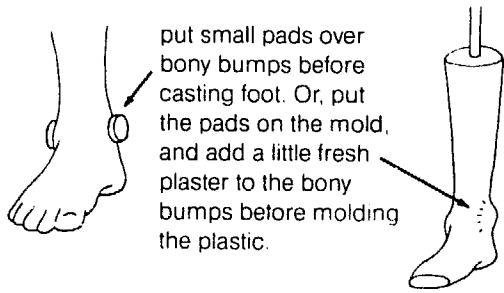 put small pads over
bony bumps before
casting foot. Or, put
the pads on the mold,
and add a little fresh
plaster to the bony
bumps before molding
the plastic.